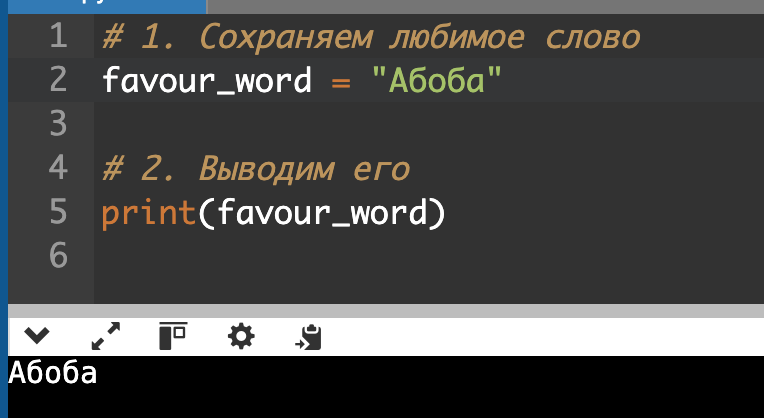 1 # 1. Сохраняем любимое слово
2 favour_word = "Абоба"
3
4 # 2. Выводим его
5 print(favour_word)
6
Абоба